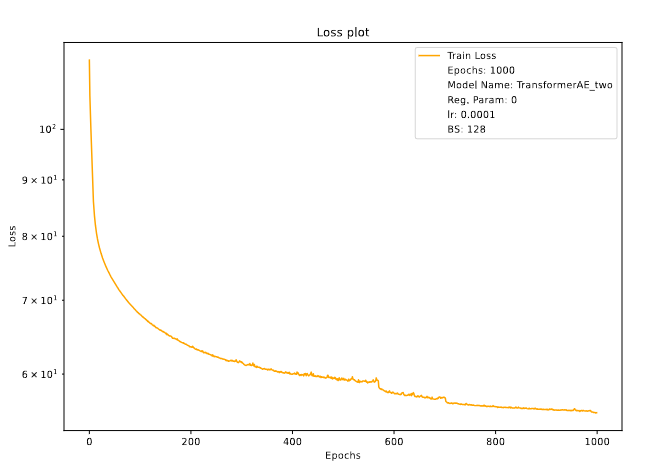 Loss plot
Train Loss
Epochs: 1000
Model Name: TransformerAE_two
Reg. Param: 0
lr: 0.0001
BS: 128
10²
9 × 10¹
8 × 10¹
7 × 10¹
6 × 10¹
Loss
0 200 400 600 800 1000
Epochs